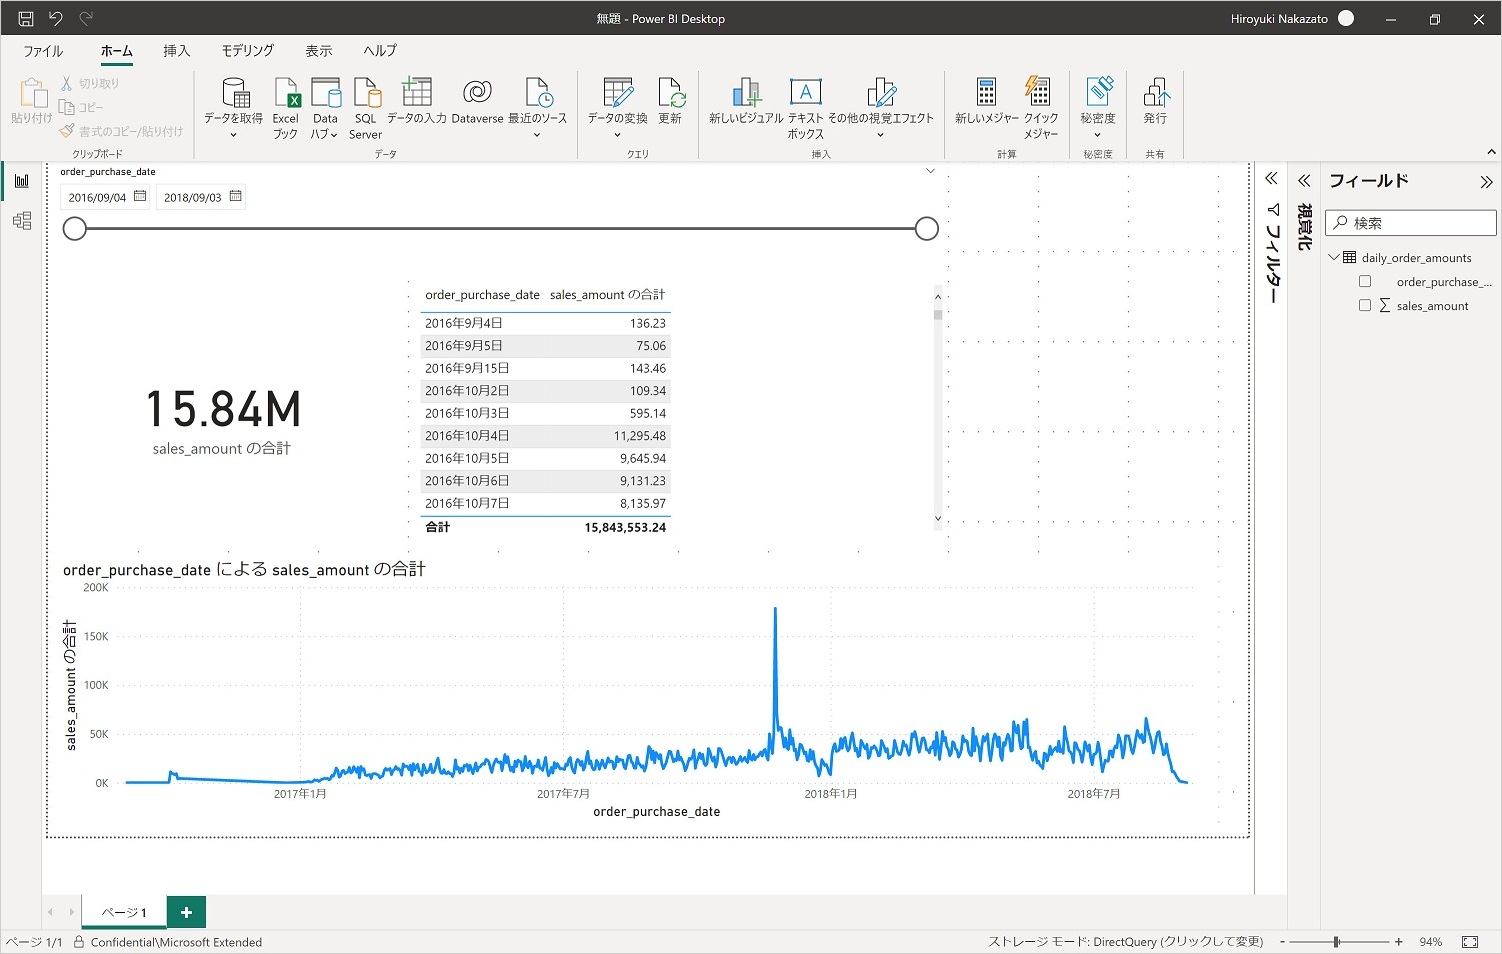 無題 - Power BI Desktop
Hiroyuki Nakazato
ファイル ホーム 挿入 モデリング 表示 ヘルプ
貼り付け
切り取り
コピー
書式のコピー/貼り付け
クリップボード
データを取得
Excel
ブック
Data
ハブ
SQL
Server
データの入力
Dataverse
最近のソース
データ
データの変換
更新
クエリ
新しいビジュアル
テキスト
ボックス
その他の視覚エフェクト
挿入
新しいメジャー
クイック
メジャー
計算
秘密度
秘密度
発行
共有
order_purchase_date
2016/09/04 2018/09/03
15.84M
sales_amount の合計
order_purchase_date sales_amount の合計
2016年9月4日 136.23
2016年9月5日 75.06
2016年9月15日 143.46
2016年10月2日 109.34
2016年10月3日 595.14
2016年10月4日 11,295.48
2016年10月5日 9,645.94
2016年10月6日 9,131.23
2016年10月7日 8,135.97
合計 15,843,553.24
order_purchase_date による sales_amount の合計
sales_amount の合計
200K
150K
100K
50K
0K
2017年1月 2017年7月 2018年1月 2018年7月
order_purchase_date
フィルター
視覚化
フィールド
検索
daily_order_amounts
order_purchase_...
sales_amount
ページ 1
ページ 1/1
Confidential\Microsoft Extended
ストレージ モード: DirectQuery (クリックして変更)
- + 94%